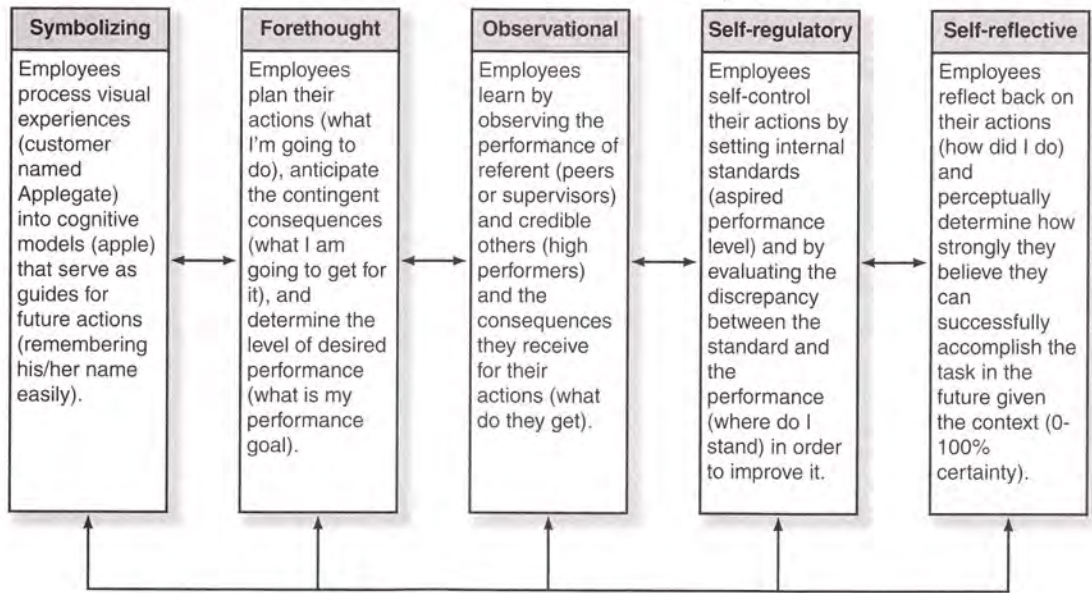 Symbolizing
Employees
process visual
experiences
(customer
named
Applegate)
into cognitive
models (apple)
that serve as
guides for
future actions
(remembering
his/her name
easily).
Forethought
Employees
plan their
actions (what
I'm going to
do), anticipate
the contingent
consequences
(what I am
going to get for
it), and
determine the
level of desired
performance
(what is my
performance
goal).
Observational
Employees
learn by
observing the
performance of
referent (peers
or supervisors)
and credible
others (high
performers)
and the
consequences
they receive
for their
actions (what
do they get).
Self-regulatory
Employees
self-control
their actions by
setting internal
standards
(aspired
performance
level) and by
evaluating the
discrepancy
between the
standard and
the
performance
(where do I
stand) in order
to improve it.
Self-reflective
Employees
reflect back on
their actions
(how did I do)
and
perceptually
determine how
strongly they
believe they
can
successfully
accomplish the
task in the
future given
the context (0-
100%
certainty).